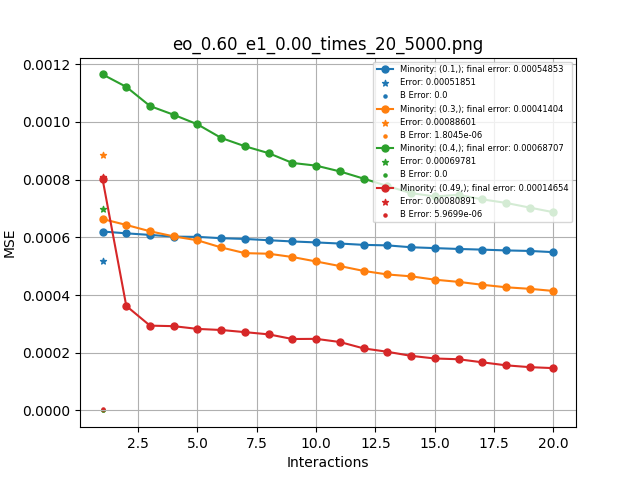 eo_0.60_e1_0.00_times_20_5000.png
MSE
0.0012
0.0010
0.0008
0.0006
0.0004
0.0002
0.0000
Minority: (0.1,); final error: 0.00054853
Error: 0.00051851
B Error: 0.0
Minority: (0.3,); final error: 0.00041404
Error: 0.00088601
B Error: 1.8045e-06
Minority: (0.4,); final error: 0.00068707
Error: 0.00069781
B Error: 0.0
Minority: (0.49,); final error: 0.00014654
Error: 0.00080891
B Error: 5.9699e-06
2.5 5.0 7.5 10.0 12.5 15.0 17.5 20.0
Interactions